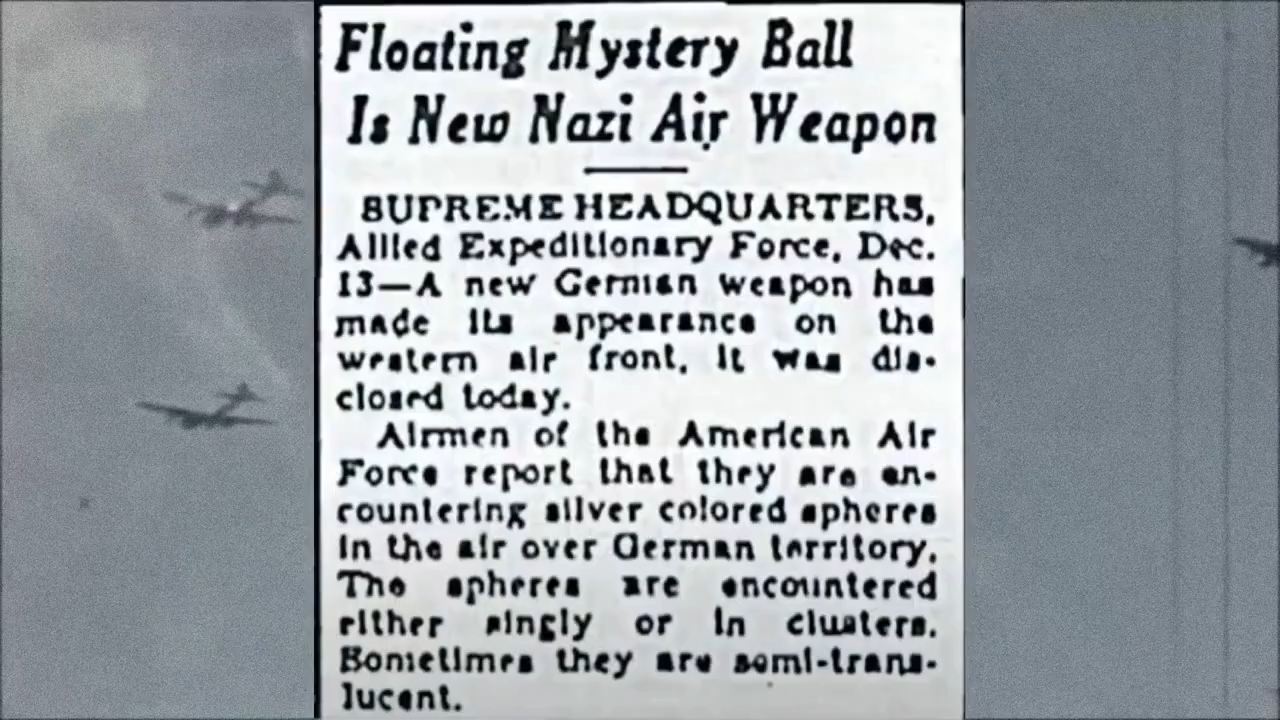 Floating Mystery Ball
Is New Nazi Air Weapon
SUPREME HEADQUARTERS,
Allied Expeditionary Force, Dec.
13—A new German weapon has
made its appearance on the
western air front, it was dis-
closed today.
Airmen of the American Air
Force report that they are en-
countering silver colored spheres
in the air over German territory.
The spheres are encountered
either singly or in clusters.
Sometimes they are semi-trans-
lucent.